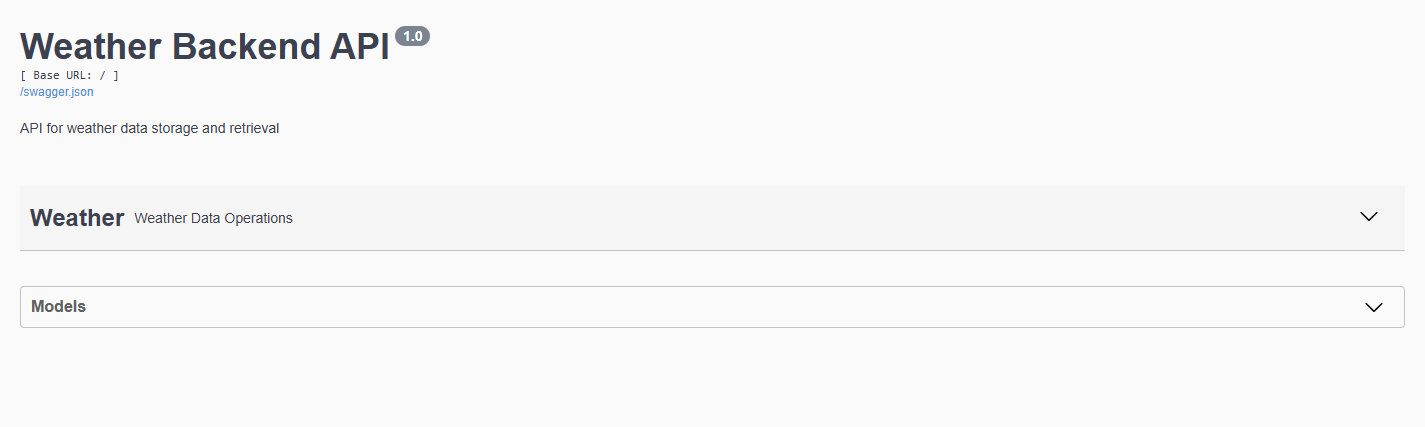 Weather Backend API 1.0
[ Base URL: / ]
/swagger.json
API for weather data storage and retrieval
Weather Weather Data Operations
Models